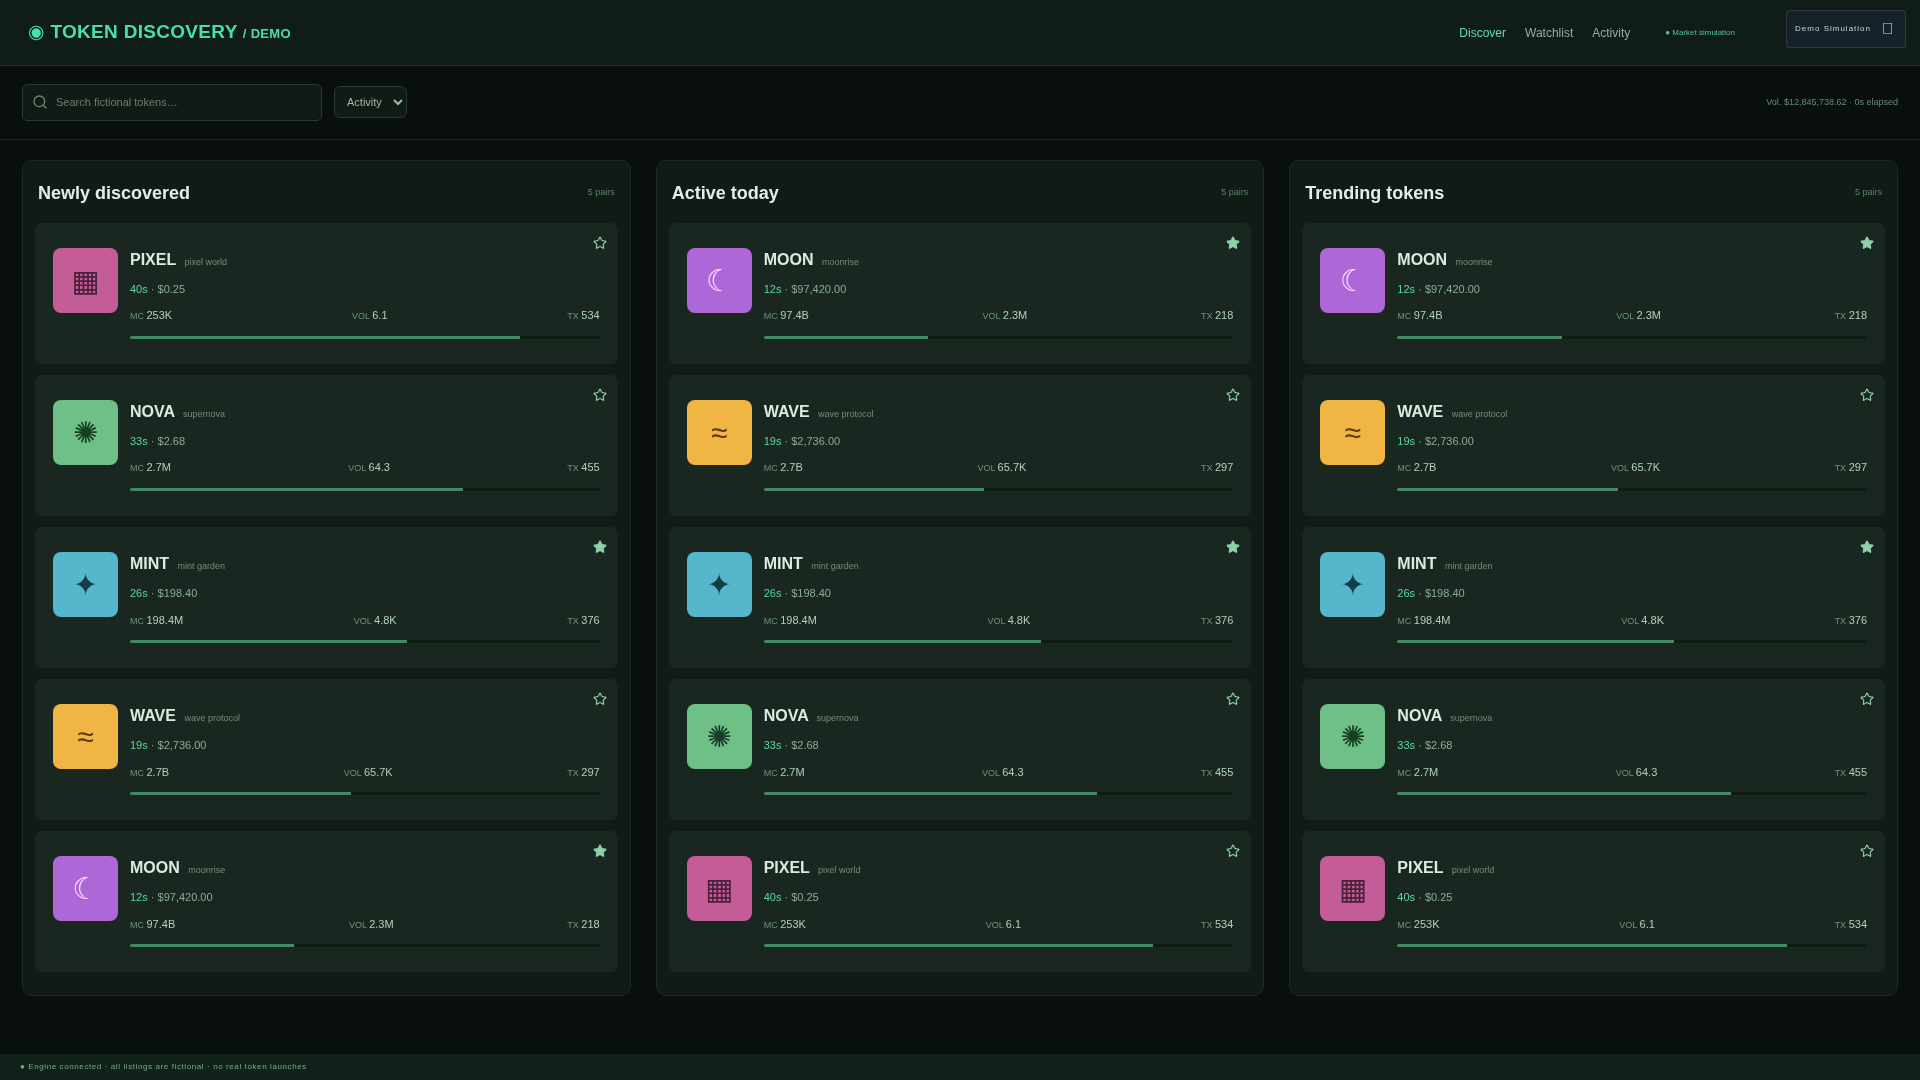 ◉ TOKEN DISCOVERY / DEMO
Discover Watchlist Activity ● Market simulation Demo Simulation
Search fictional tokens…
Activity
Vol. $12,845,738.62 · 0s elapsed
Newly discovered 5 pairs
PIXEL pixel world
40s · $0.25
MC 253K VOL 6.1 TX 534
NOVA supernova
33s · $2.68
MC 2.7M VOL 64.3 TX 455
MINT mint garden
26s · $198.40
MC 198.4M VOL 4.8K TX 376
WAVE wave protocol
19s · $2,736.00
MC 2.7B VOL 65.7K TX 297
MOON moonrise
12s · $97,420.00
MC 97.4B VOL 2.3M TX 218
Active today 5 pairs
MOON moonrise
12s · $97,420.00
MC 97.4B VOL 2.3M TX 218
WAVE wave protocol
19s · $2,736.00
MC 2.7B VOL 65.7K TX 297
MINT mint garden
26s · $198.40
MC 198.4M VOL 4.8K TX 376
NOVA supernova
33s · $2.68
MC 2.7M VOL 64.3 TX 455
PIXEL pixel world
40s · $0.25
MC 253K VOL 6.1 TX 534
Trending tokens 5 pairs
MOON moonrise
12s · $97,420.00
MC 97.4B VOL 2.3M TX 218
WAVE wave protocol
19s · $2,736.00
MC 2.7B VOL 65.7K TX 297
MINT mint garden
26s · $198.40
MC 198.4M VOL 4.8K TX 376
NOVA supernova
33s · $2.68
MC 2.7M VOL 64.3 TX 455
PIXEL pixel world
40s · $0.25
MC 253K VOL 6.1 TX 534
● Engine connected · all listings are fictional · no real token launches